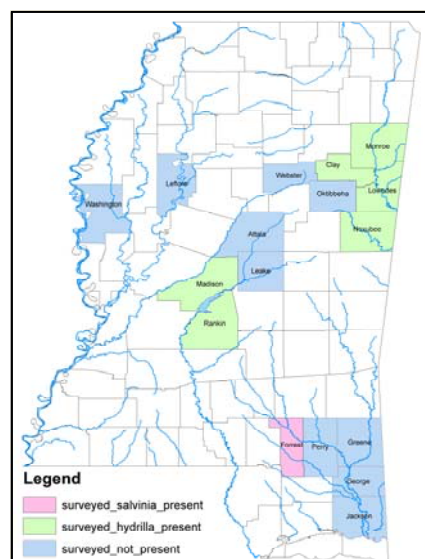 Monroe
Clay
Webster
Leflore
Oktibbeha
Lowndes
Washington
Noxubee
Attala
Leake
Madison
Rankin
Forrest
Perry
Greene
George
Jackson
Legend
surveyed_salvinia_present
surveyed_hydrilla_present
surveyed_not_present